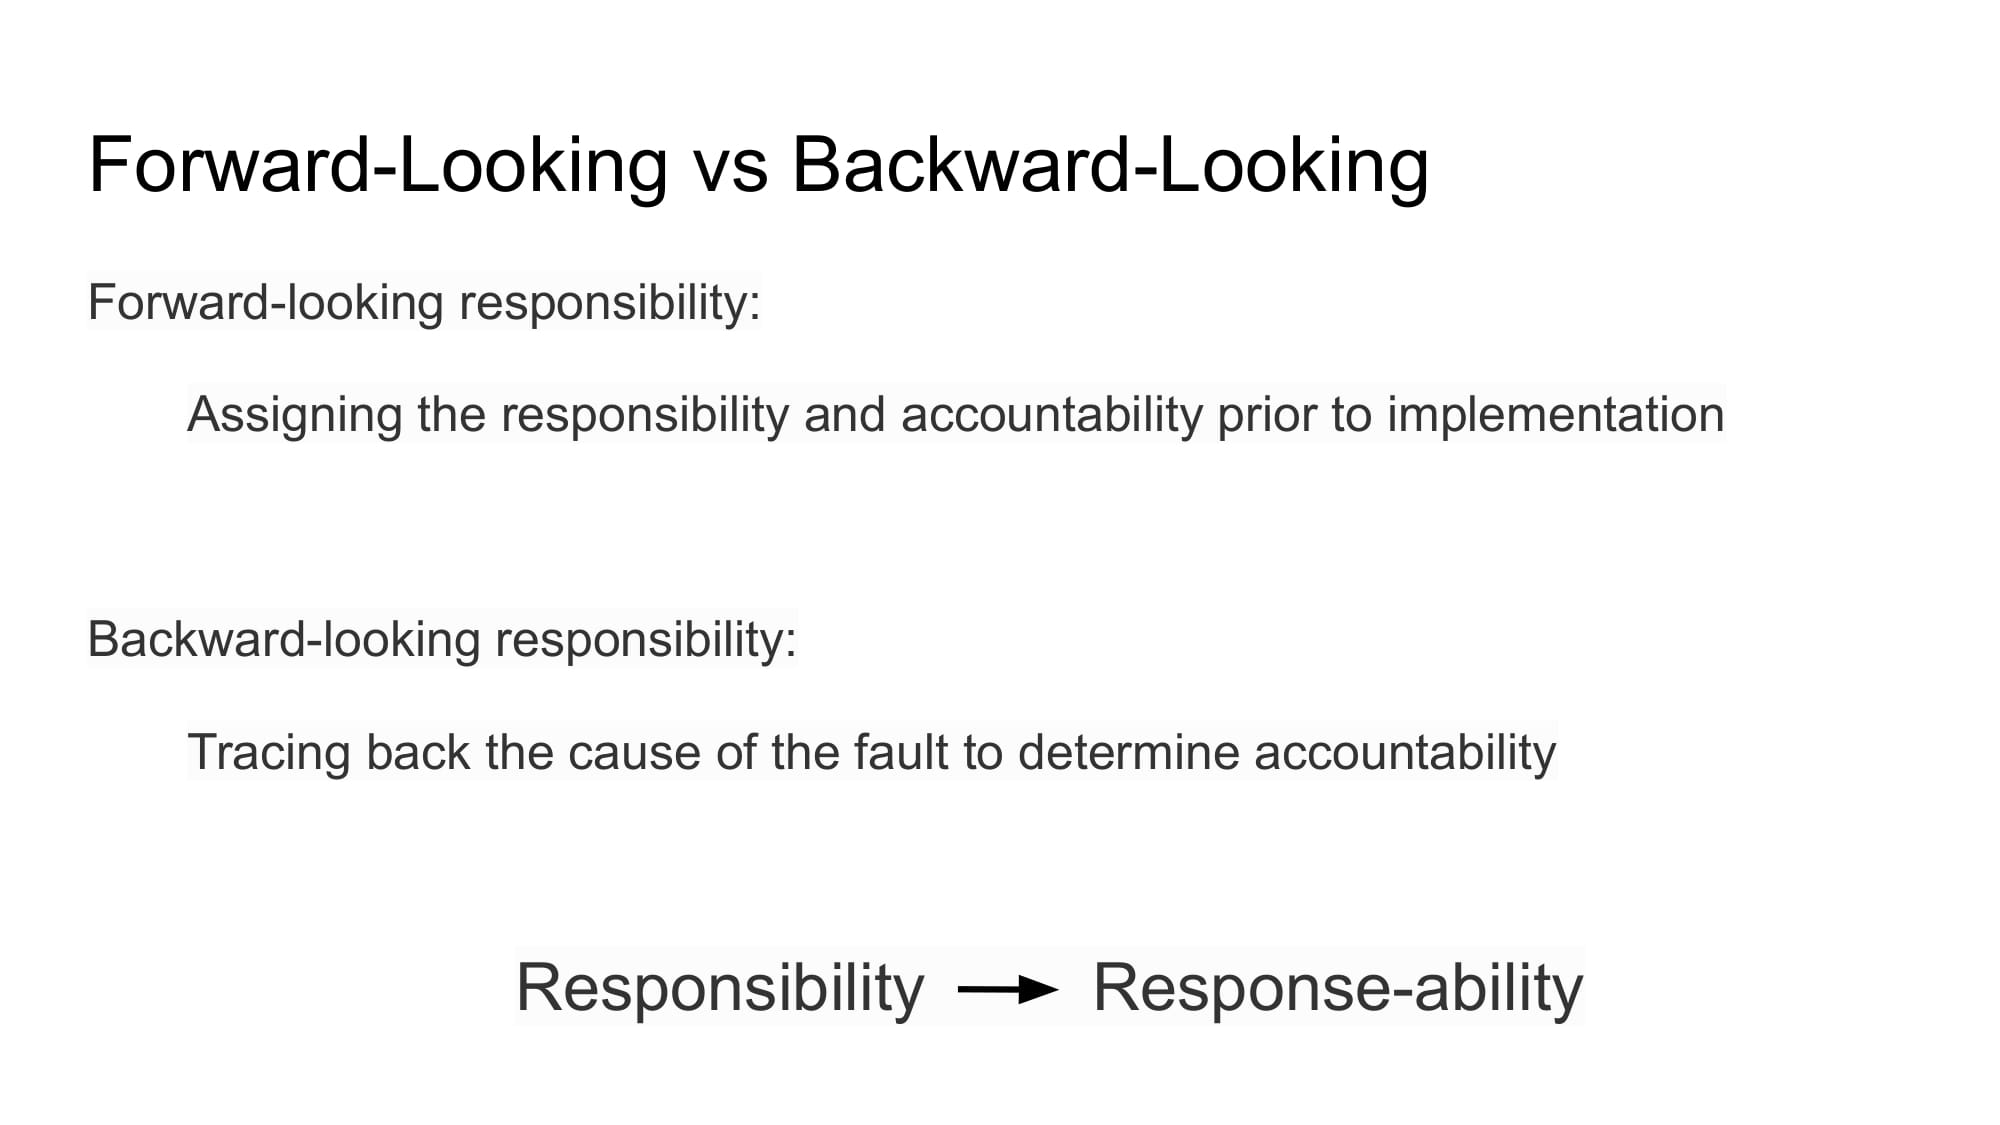 Forward-Looking vs Backward-Looking
Forward-looking responsibility:
Assigning the responsibility and accountability prior to implementation
Backward-looking responsibility:
Tracing back the cause of the fault to determine accountability
Responsibility → Response-ability